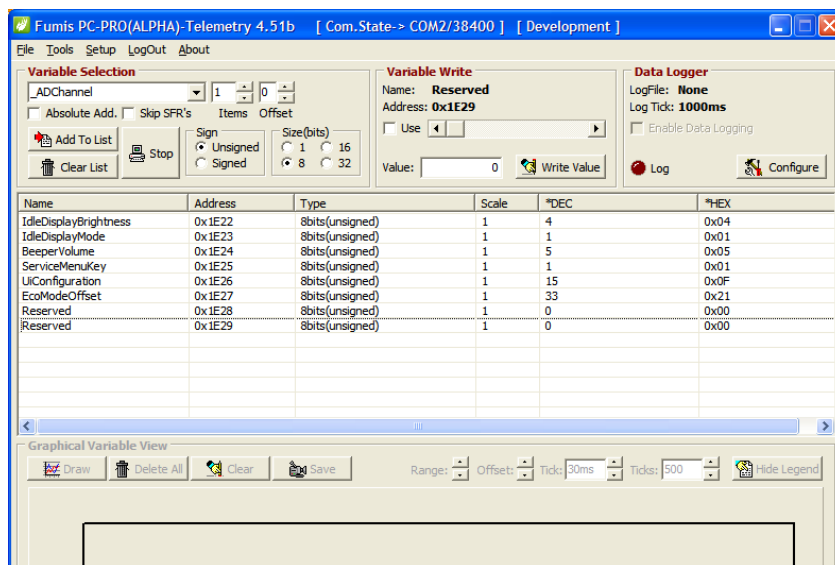 Fumis PC-PRO(ALPHA)-Telemetry 4.51b [ Com.State-> COM2/38400 ] [ Development ]
File Tools Setup LogOut About
Variable Selection
_ADChannel 1 0
Absolute Add. Skip SFR's Items Offset
Add To List
Clear List
Stop
Sign
Unsigned
Signed
Size(bits)
1 16
8 32
Variable Write
Name: Reserved
Address: 0x1E29
Use
Value: 0 Write Value
Data Logger
LogFile: None
Log Tick: 1000ms
Enable Data Logging
Log Configure
Name Address Type Scale *DEC *HEX
IdleDisplayBrightness 0x1E22 8bits(unsigned) 1 4 0x04
IdleDisplayMode 0x1E23 8bits(unsigned) 1 1 0x01
BeeperVolume 0x1E24 8bits(unsigned) 1 5 0x05
ServiceMenuKey 0x1E25 8bits(unsigned) 1 1 0x01
UiConfiguration 0x1E26 8bits(unsigned) 1 15 0x0F
EcoModeOffset 0x1E27 8bits(unsigned) 1 33 0x21
Reserved 0x1E28 8bits(unsigned) 1 0 0x00
Reserved 0x1E29 8bits(unsigned) 1 0 0x00
Graphical Variable View
Draw Delete All Clear Save Range: Offset: Tick: 30ms Ticks: 500 Hide Legend